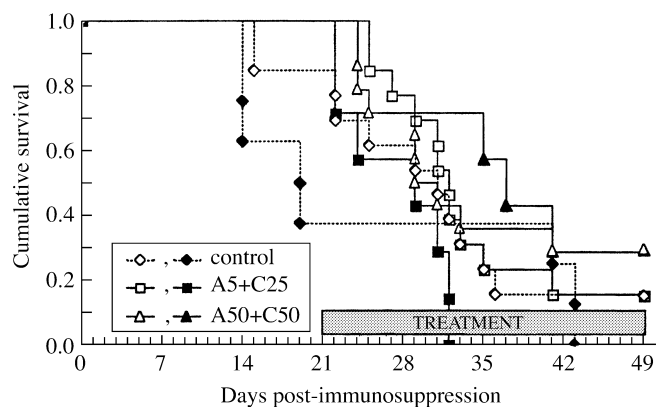 1.0
0.8
0.6
0.4
0.2
0.0
Cumulative survival
, control
, A5+C25
, A50+C50
TREATMENT
0 7 14 21 28 35 42 49
Days post-immunosuppression